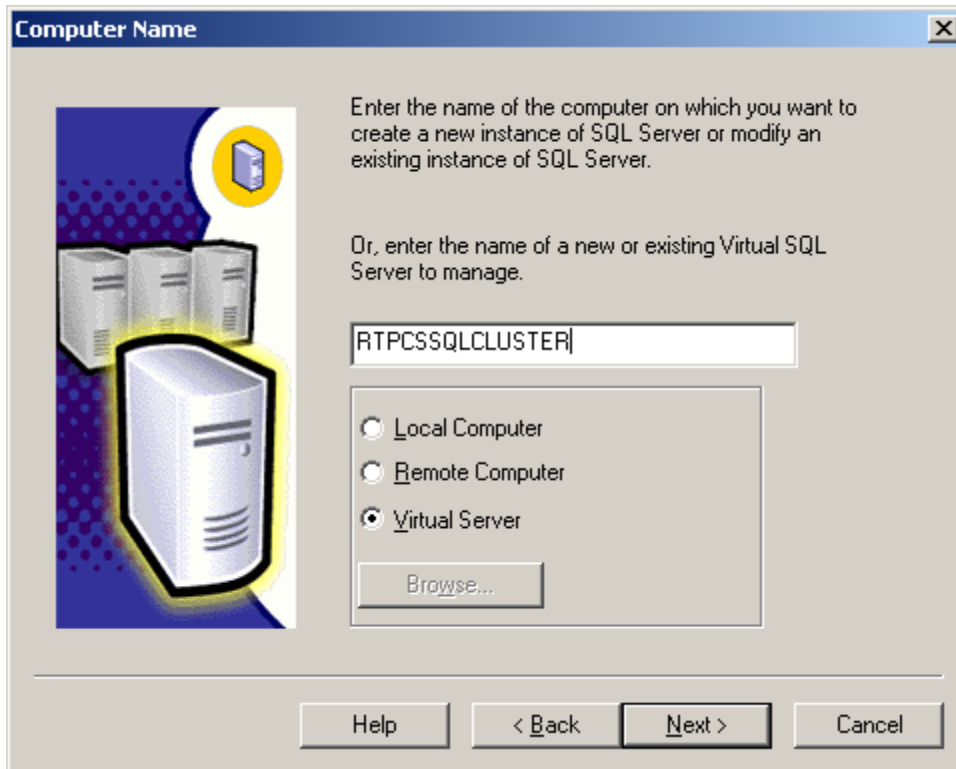 Computer Name
Enter the name of the computer on which you want to
create a new instance of SQL Server or modify an
existing instance of SQL Server.
Or, enter the name of a new or existing Virtual SQL
Server to manage.
RTPCSSQLCLUSTER
Local Computer
Remote Computer
Virtual Server
Browse...
Help
< Back
Next >
Cancel